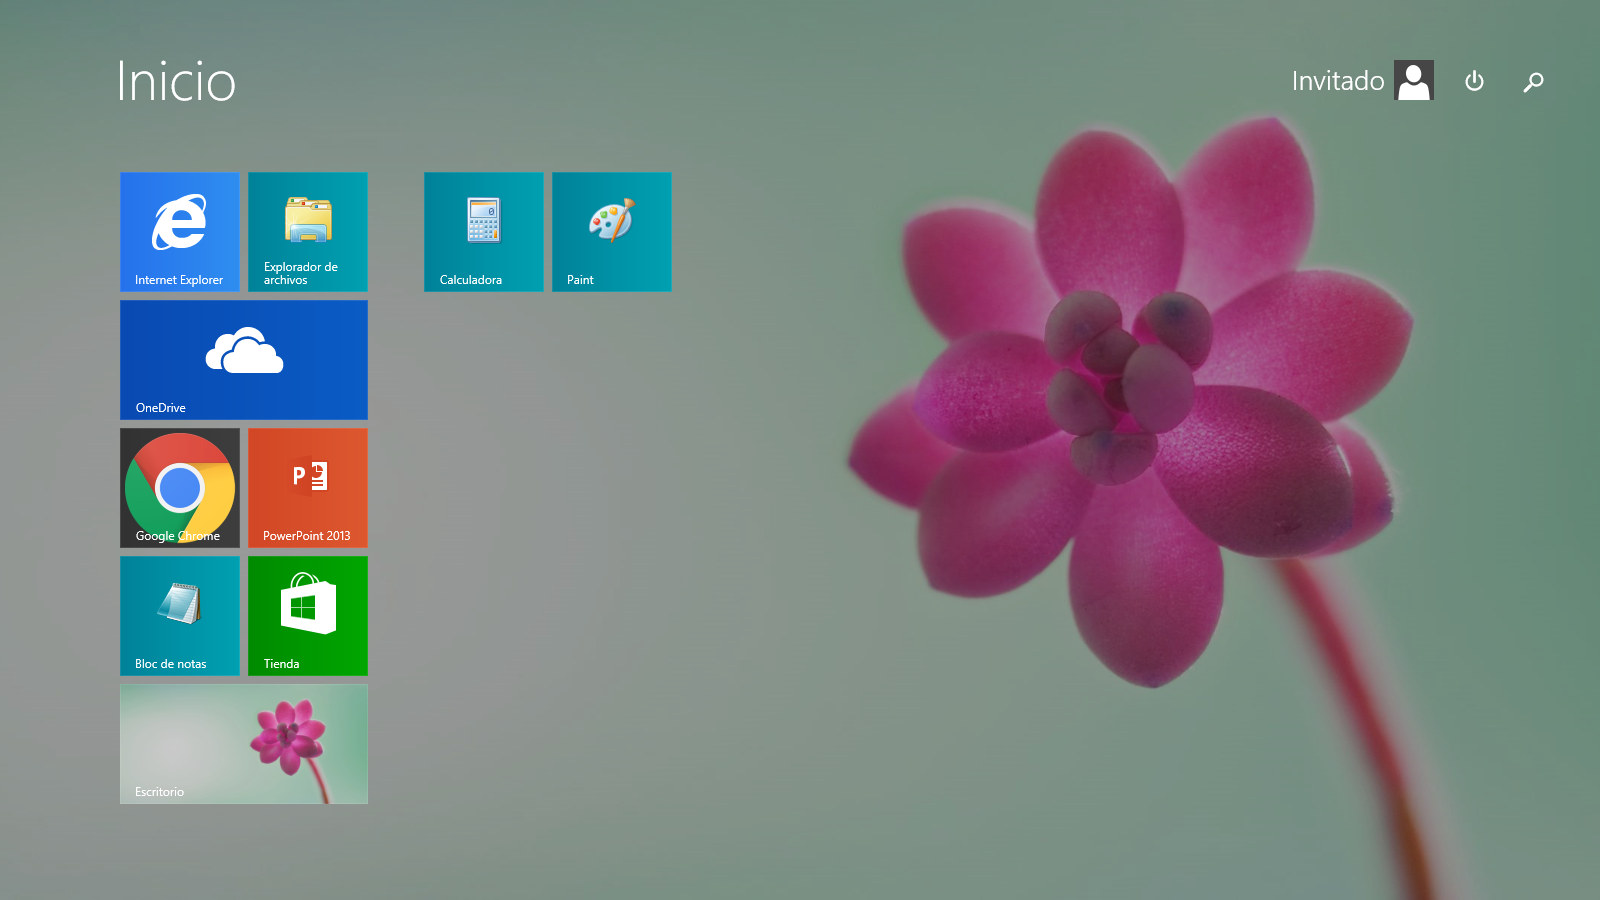 Inicio
Invitado
Internet Explorer
Explorador de
archivos
Calculadora
Paint
OneDrive
Google Chrome
P
PowerPoint 2013
Bloc de notas
Tienda
Escritorio